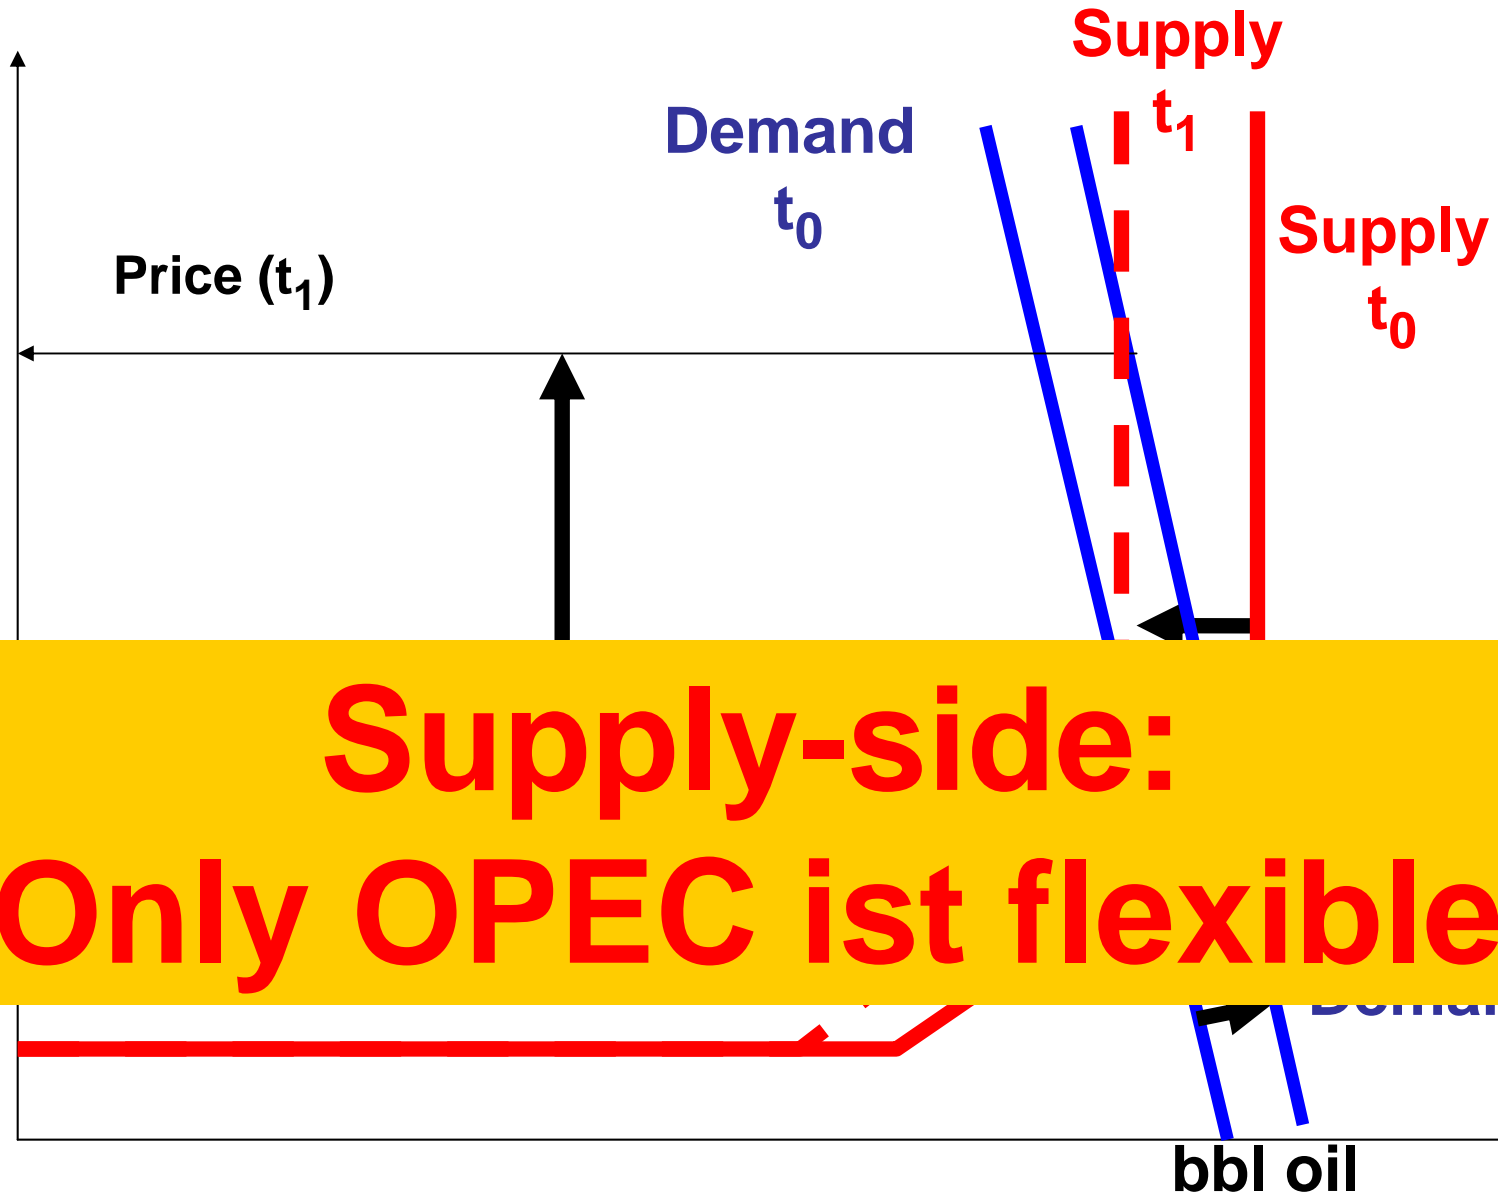 Supply
t₁
Demand
t₀
Supply
t₀
Price (t₁)
Supply-side:
Only OPEC ist flexible
bbl oil